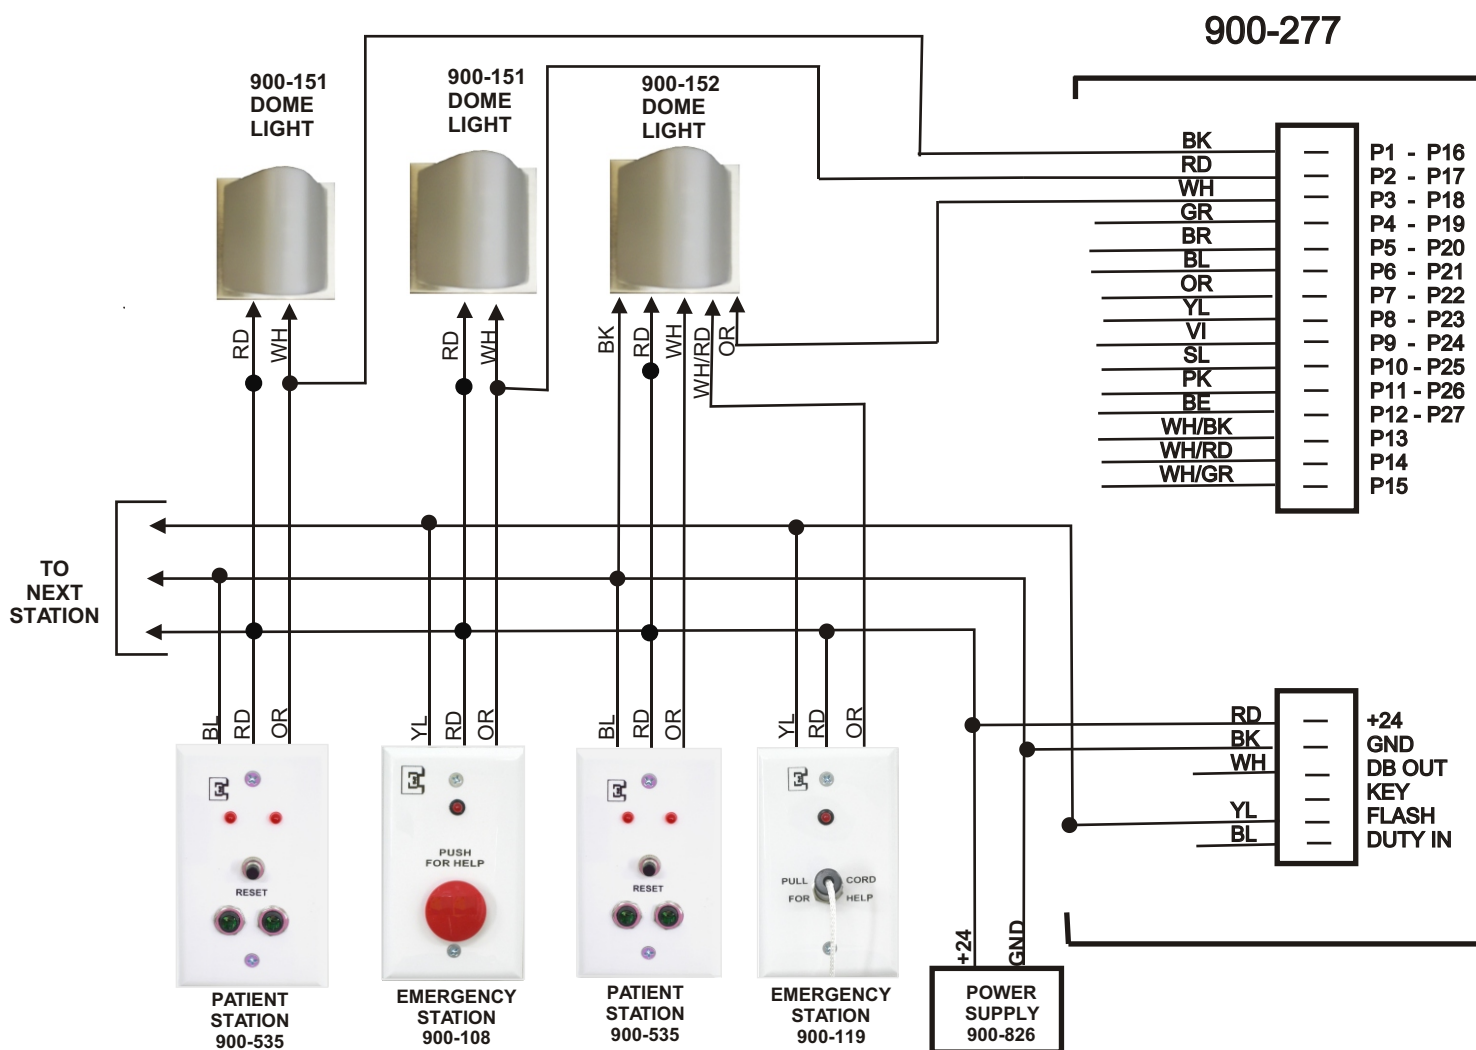 900-277
900-151
DOME
LIGHT
900-151
DOME
LIGHT
900-152
DOME
LIGHT
BK
RD
WH
GR
BR
BL
OR
YL
VI
SL
PK
BE
WH/BK
WH/RD
WH/GR
P1 - P16
P2 - P17
P3 - P18
P4 - P19
P5 - P20
P6 - P21
P7 - P22
P8 - P23
P9 - P24
P10 - P25
P11 - P26
P12 - P27
P13
P14
P15
RD
WH
RD
WH
BK
RD
WH
WH/RD
OR
TO
NEXT
STATION
BL
RD
OR
YL
RD
OR
BL
RD
OR
YL
RD
OR
RD
BK
WH
YL
BL
+24
GND
DB OUT
KEY
FLASH
DUTY IN
RESET
PUSH
FOR HELP
RESET
PULL CORD
FOR HELP
+24
GND
PATIENT
STATION
900-535
EMERGENCY
STATION
900-108
PATIENT
STATION
900-535
EMERGENCY
STATION
900-119
POWER
SUPPLY
900-826